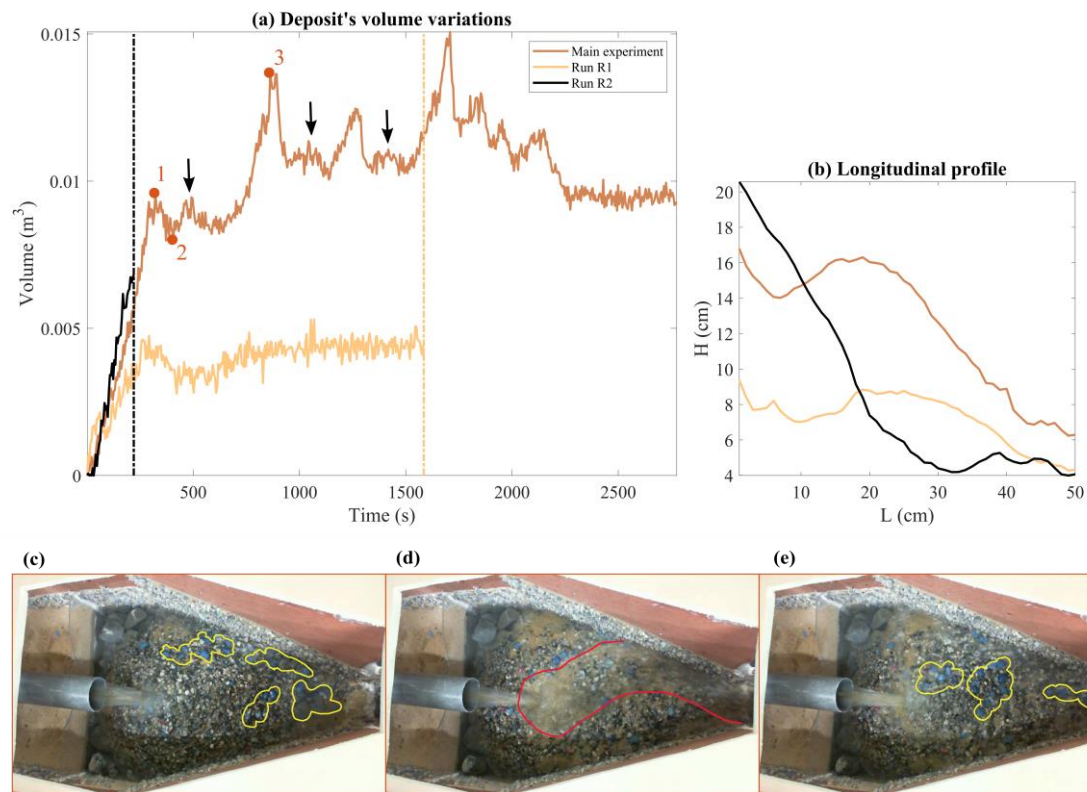 (a) Deposit's volume variations
0.015
0.01
0.005
0
Volume (m³)
500
1000
1500
2000
2500
Time (s)
Main experiment
Run R1
Run R2
1
2
3
(b) Longitudinal profile
20
18
16
14
12
10
8
6
4
H (cm)
10
20
30
40
50
L (cm)
(c)
(d)
(e)